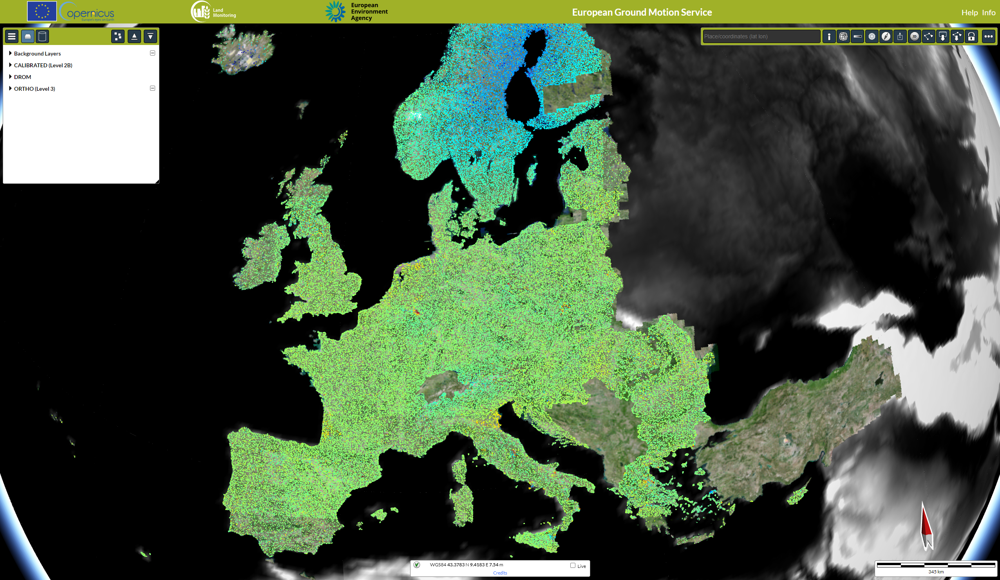 opernicus
Europe's eyes on Earth
Land
Monitoring
European
Environment
Agency
European Ground Motion Service
Help Info
Place/coordinates (lat lon)
3D
Background Layers
CALIBRATED (Level 2B)
DROM
ORTHO (Level 3)
WGS84 43.3783 N 9.4183 E 7.54 m
Live
Credits
345 km